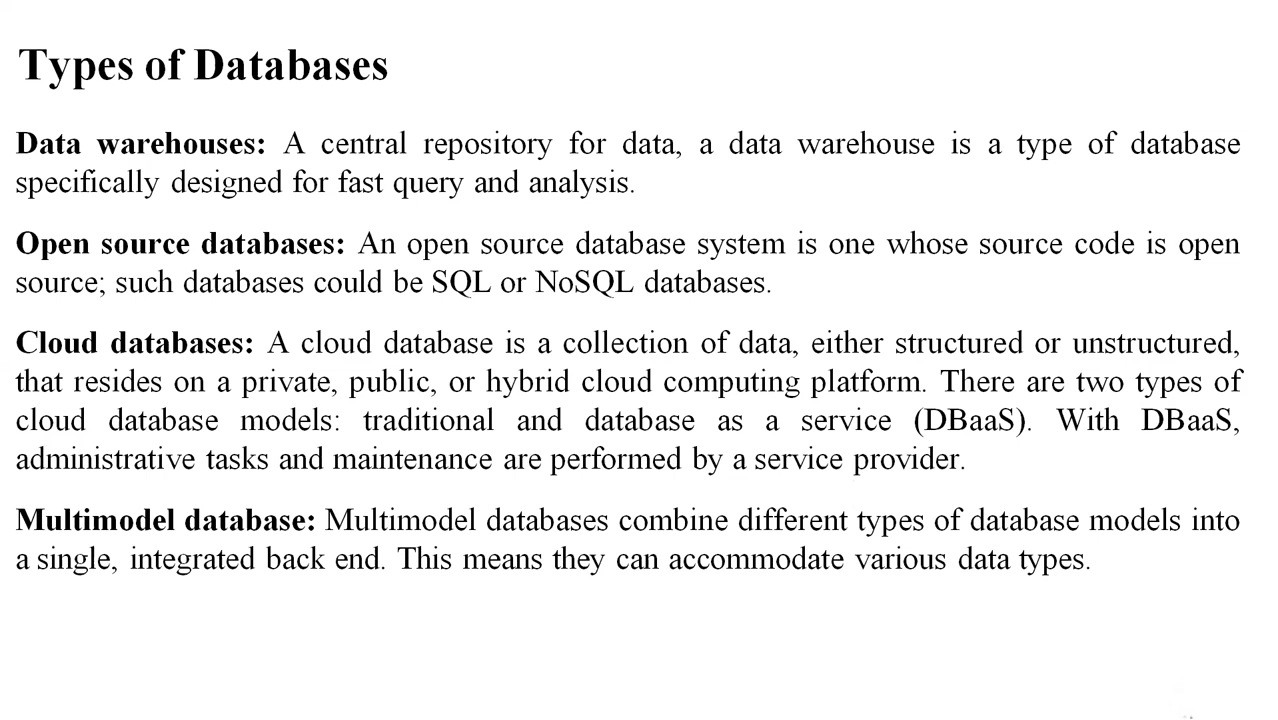 Types of Databases
Data warehouses: A central repository for data, a data warehouse is a type of database
specifically designed for fast query and analysis.
Open source databases: An open source database system is one whose source code is open
source; such databases could be SQL or NoSQL databases.
Cloud databases: A cloud database is a collection of data, either structured or unstructured,
that resides on a private, public, or hybrid cloud computing platform. There are two types of
cloud database models: traditional and database as a service (DBaaS). With DBaaS,
administrative tasks and maintenance are performed by a service provider.
Multimodel database: Multimodel databases combine different types of database models into
a single, integrated back end. This means they can accommodate various data types.